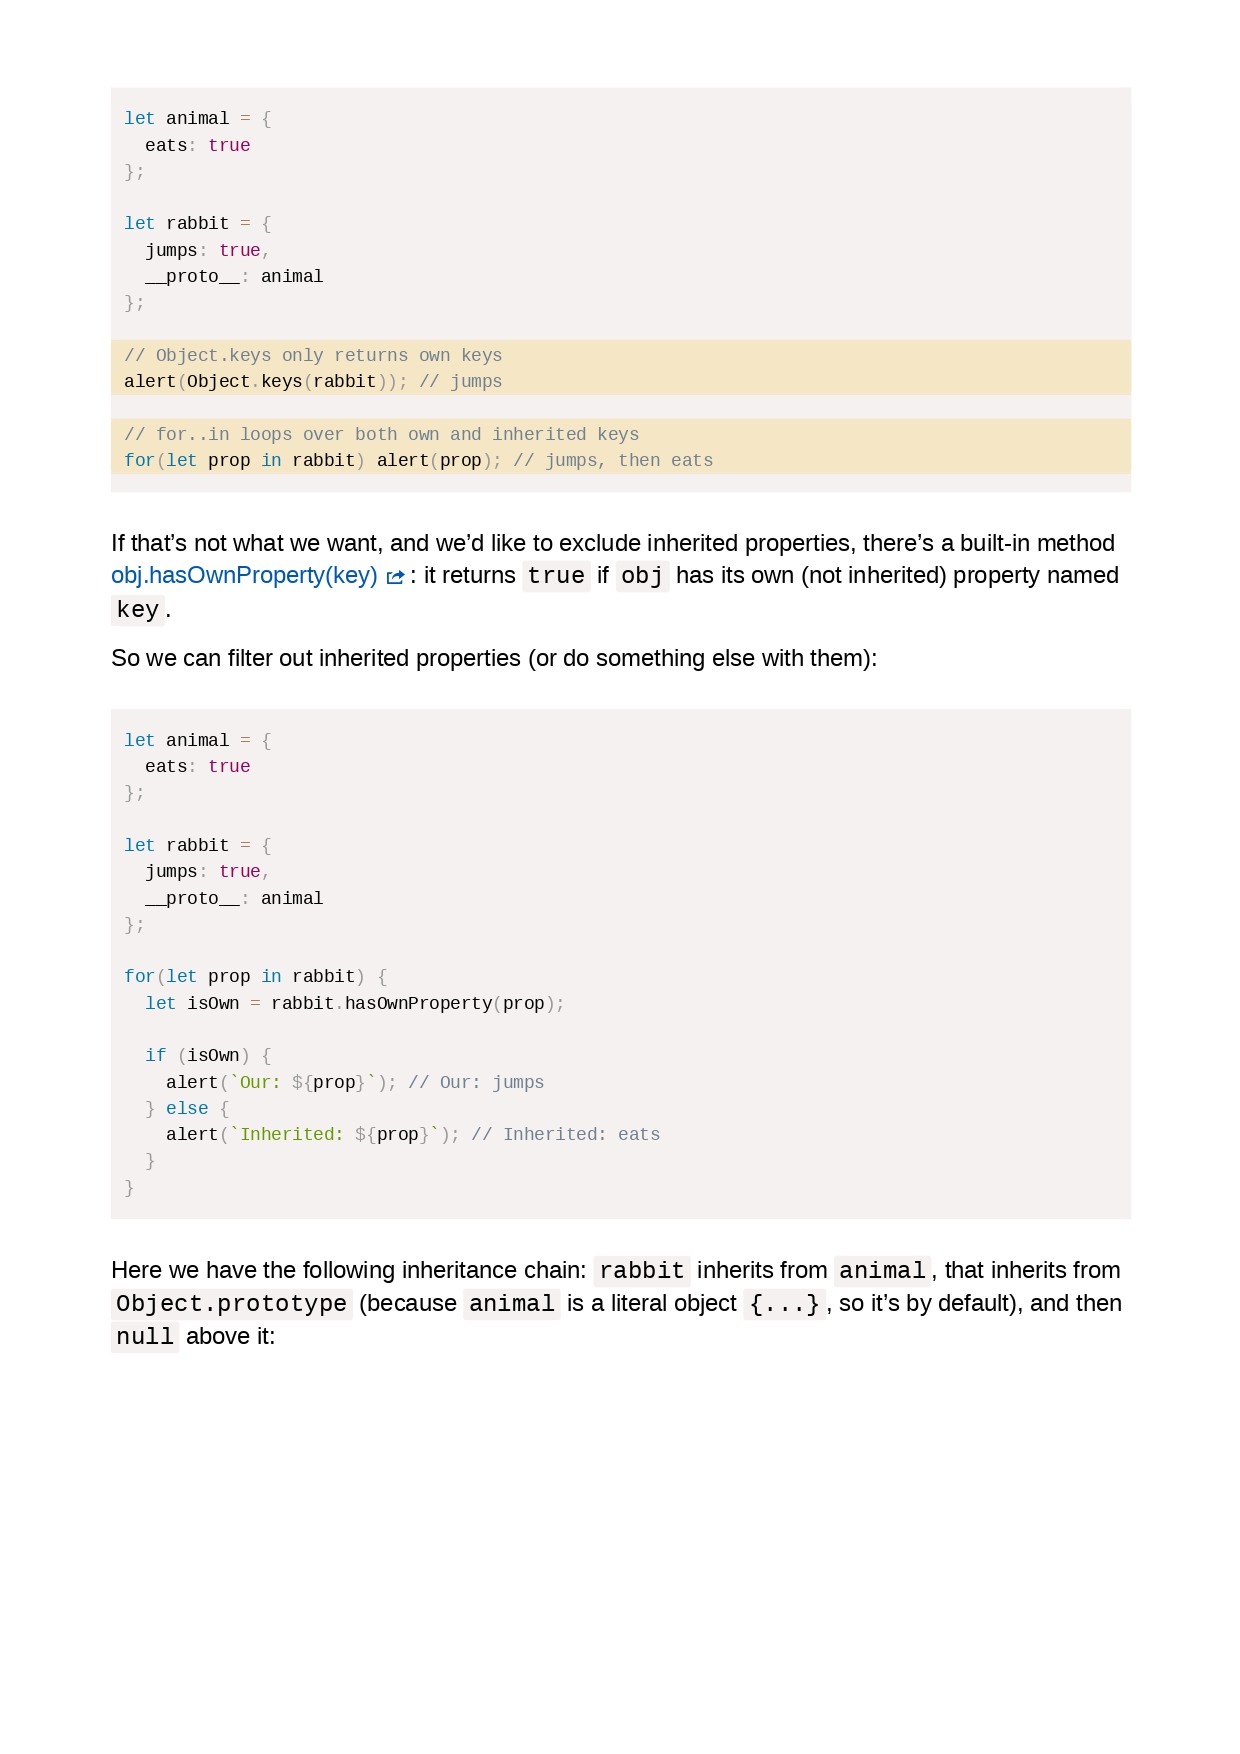 let animal = {
  eats: true
};
let rabbit = {
  jumps: true,
  __proto__: animal
};
// Object.keys only returns own keys
alert(Object.keys(rabbit)); // jumps
// for..in loops over both own and inherited keys
for(let prop in rabbit) alert(prop); // jumps, then eats
If that’s not what we want, and we’d like to exclude inherited properties, there’s a built-in method
obj.hasOwnProperty(key) : it returns true if obj has its own (not inherited) property named
key.
So we can filter out inherited properties (or do something else with them):
let animal = {
  eats: true
};
let rabbit = {
  jumps: true,
  __proto__: animal
};
for(let prop in rabbit) {
  let isOwn = rabbit.hasOwnProperty(prop);
  if (isOwn) {
    alert(`Our: ${prop}`); // Our: jumps
  } else {
    alert(`Inherited: ${prop}`); // Inherited: eats
  }
}
Here we have the following inheritance chain: rabbit inherits from animal, that inherits from
Object.prototype (because animal is a literal object {...}, so it’s by default), and then
null above it: